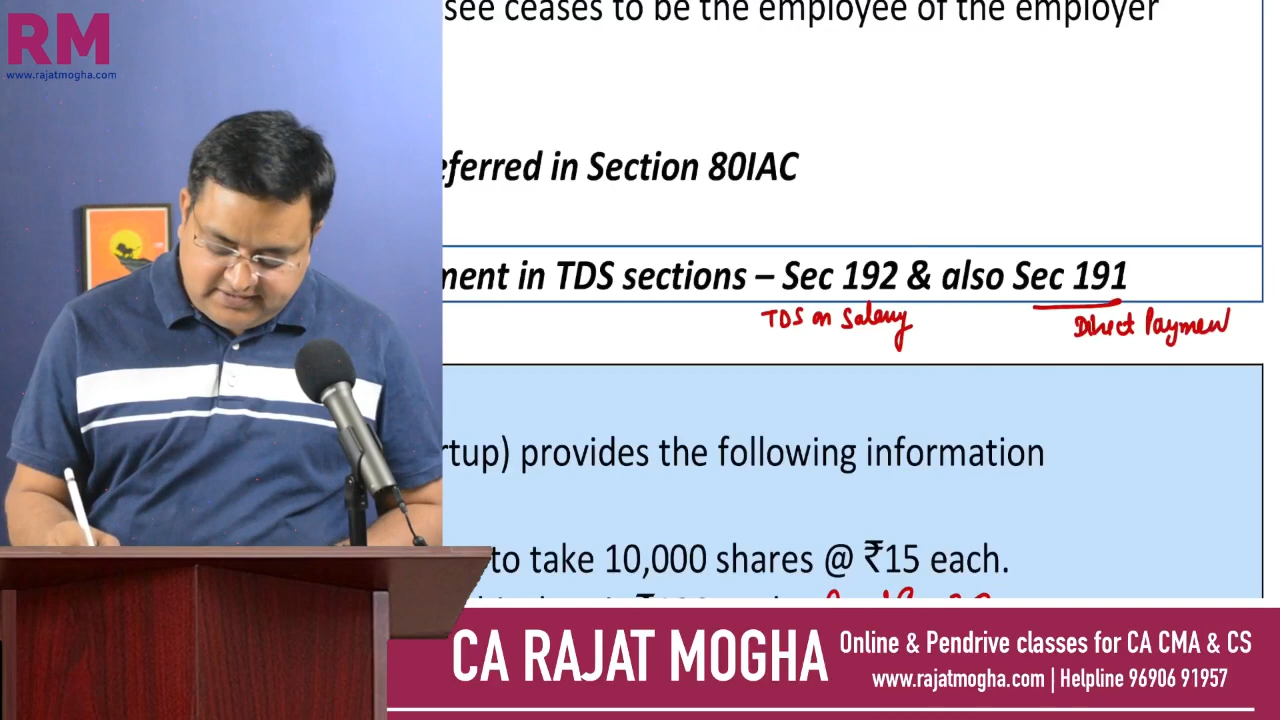 RM
www.rajatmogha.com
see ceases to be the employee of the employer
eferred in Section 80IAC
ment in TDS sections – Sec 192 & also Sec 191
TDS on Salary
Direct Payment
rtup) provides the following information
to take 10,000 shares @ ₹15 each.
CA RAJAT MOGHA
Online & Pendrive classes for CA CMA & CS
www.rajatmogha.com | Helpline 96906 91957